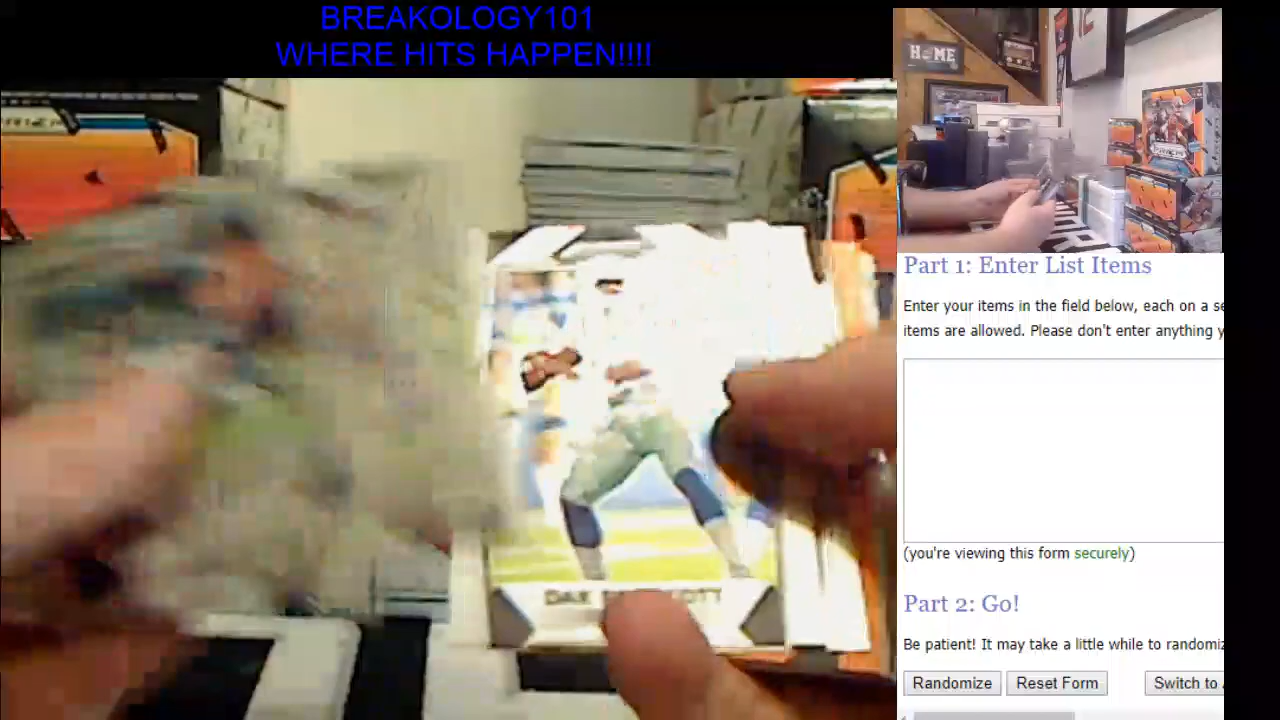 BREAKOLOGY101
WHERE HITS HAPPEN!!!!
HOME
DAK
Part 1: Enter List Items
Enter your items in the field below, each on a se
items are allowed. Please don't enter anything y
(you're viewing this form securely)
Part 2: Go!
Be patient! It may take a little while to randomiz
Randomize
Reset Form
Switch to